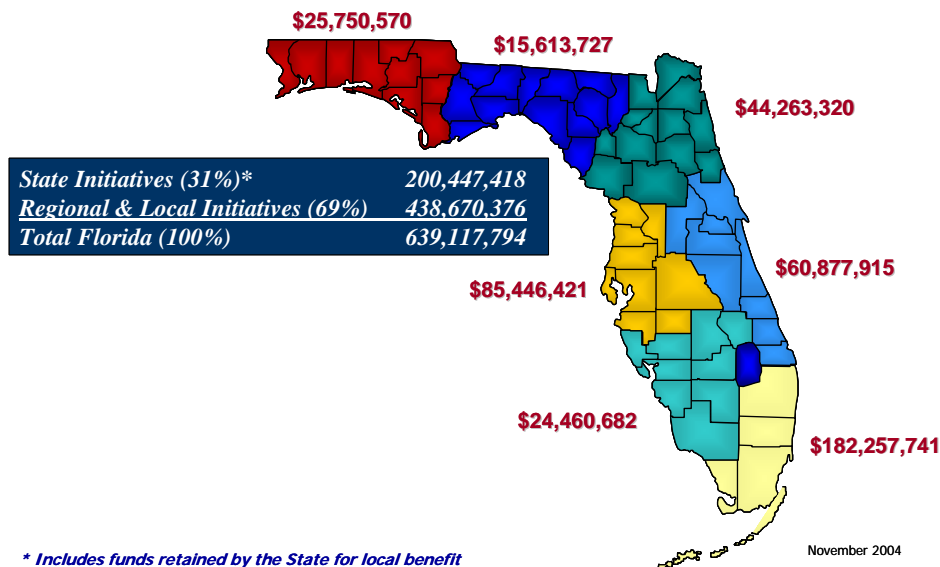 $25,750,570
$15,613,727
$44,263,320
State Initiatives (31%)* 200,447,418
Regional & Local Initiatives (69%) 438,670,376
Total Florida (100%) 639,117,794
$60,877,915
$85,446,421
$24,460,682
$182,257,741
* Includes funds retained by the State for local benefit
November 2004